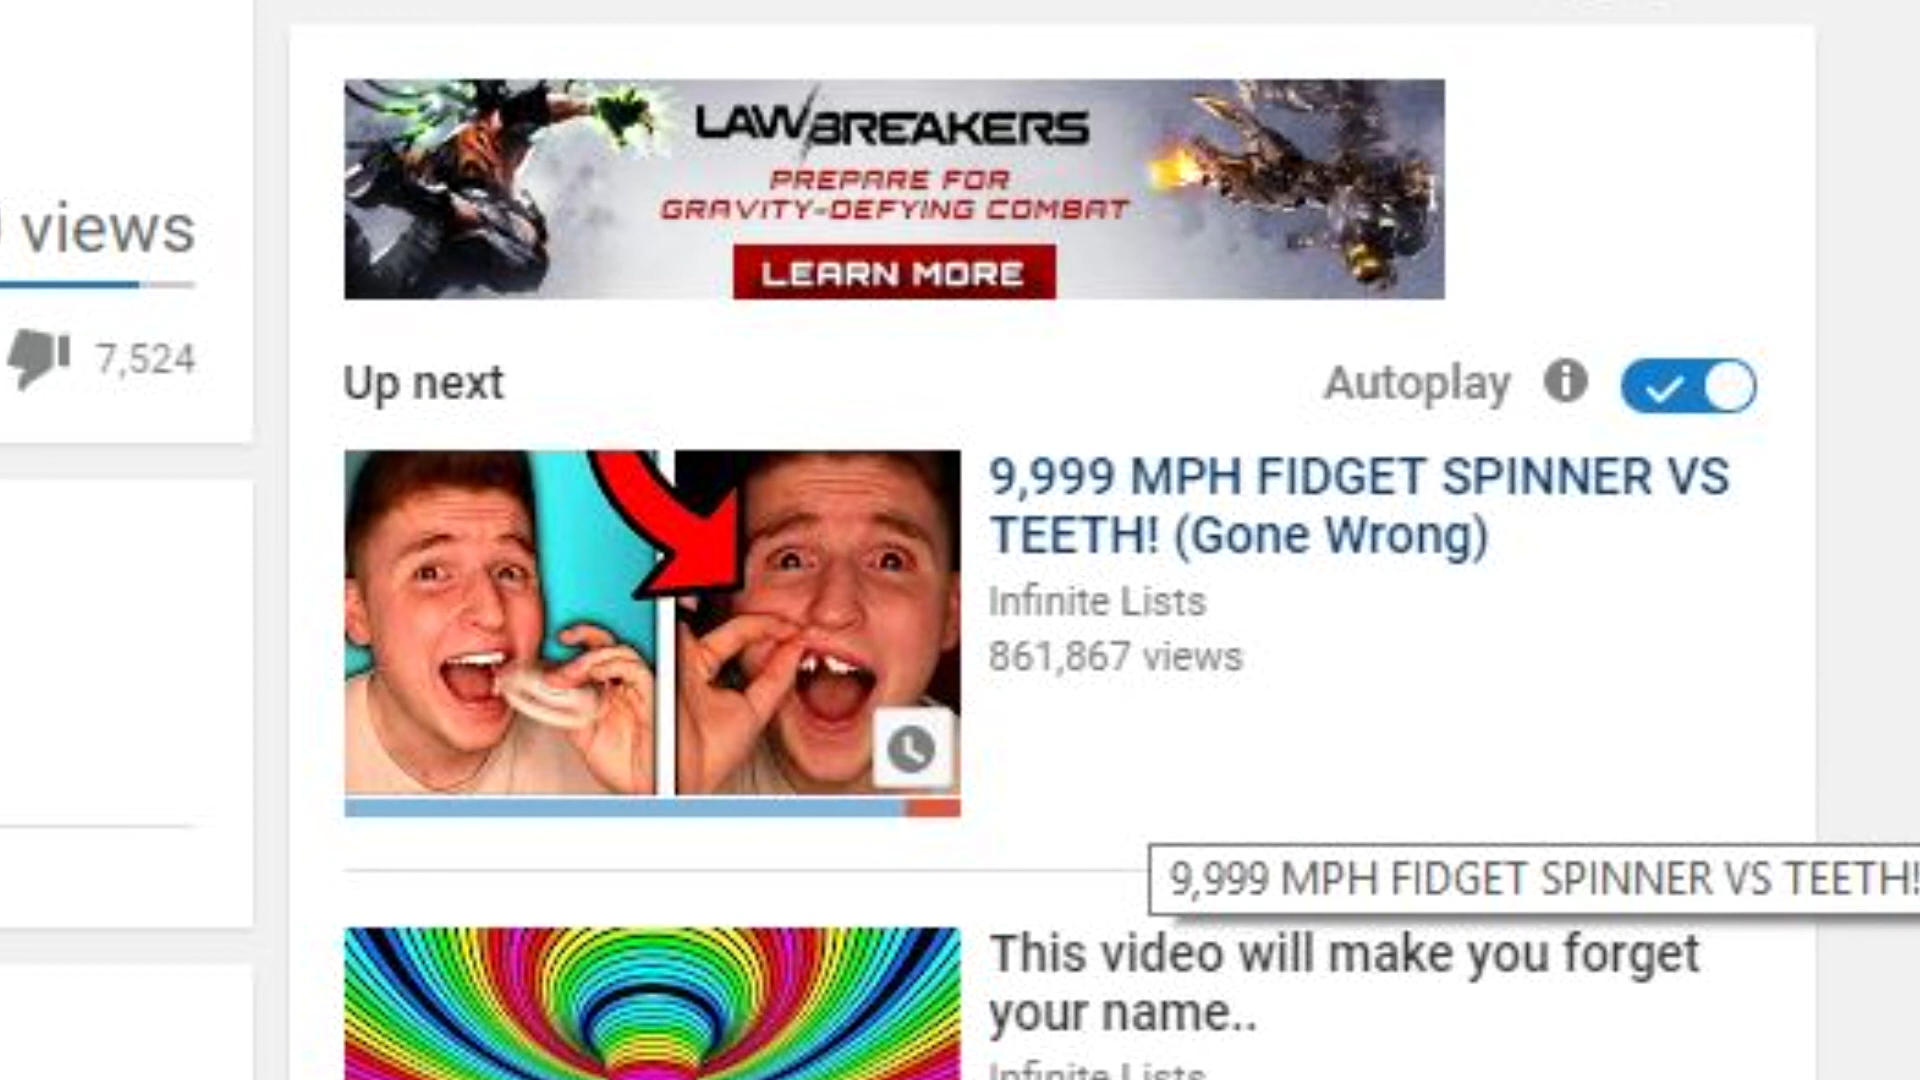 views
7,524
LAWBREAKERS
PREPARE FOR
GRAVITY-DEFYING COMBAT
LEARN MORE
Up next
Autoplay
9,999 MPH FIDGET SPINNER VS
TEETH! (Gone Wrong)
Infinite Lists
861,867 views
9,999 MPH FIDGET SPINNER VS TEETH!
This video will make you forget
your name..
Infinite Lists